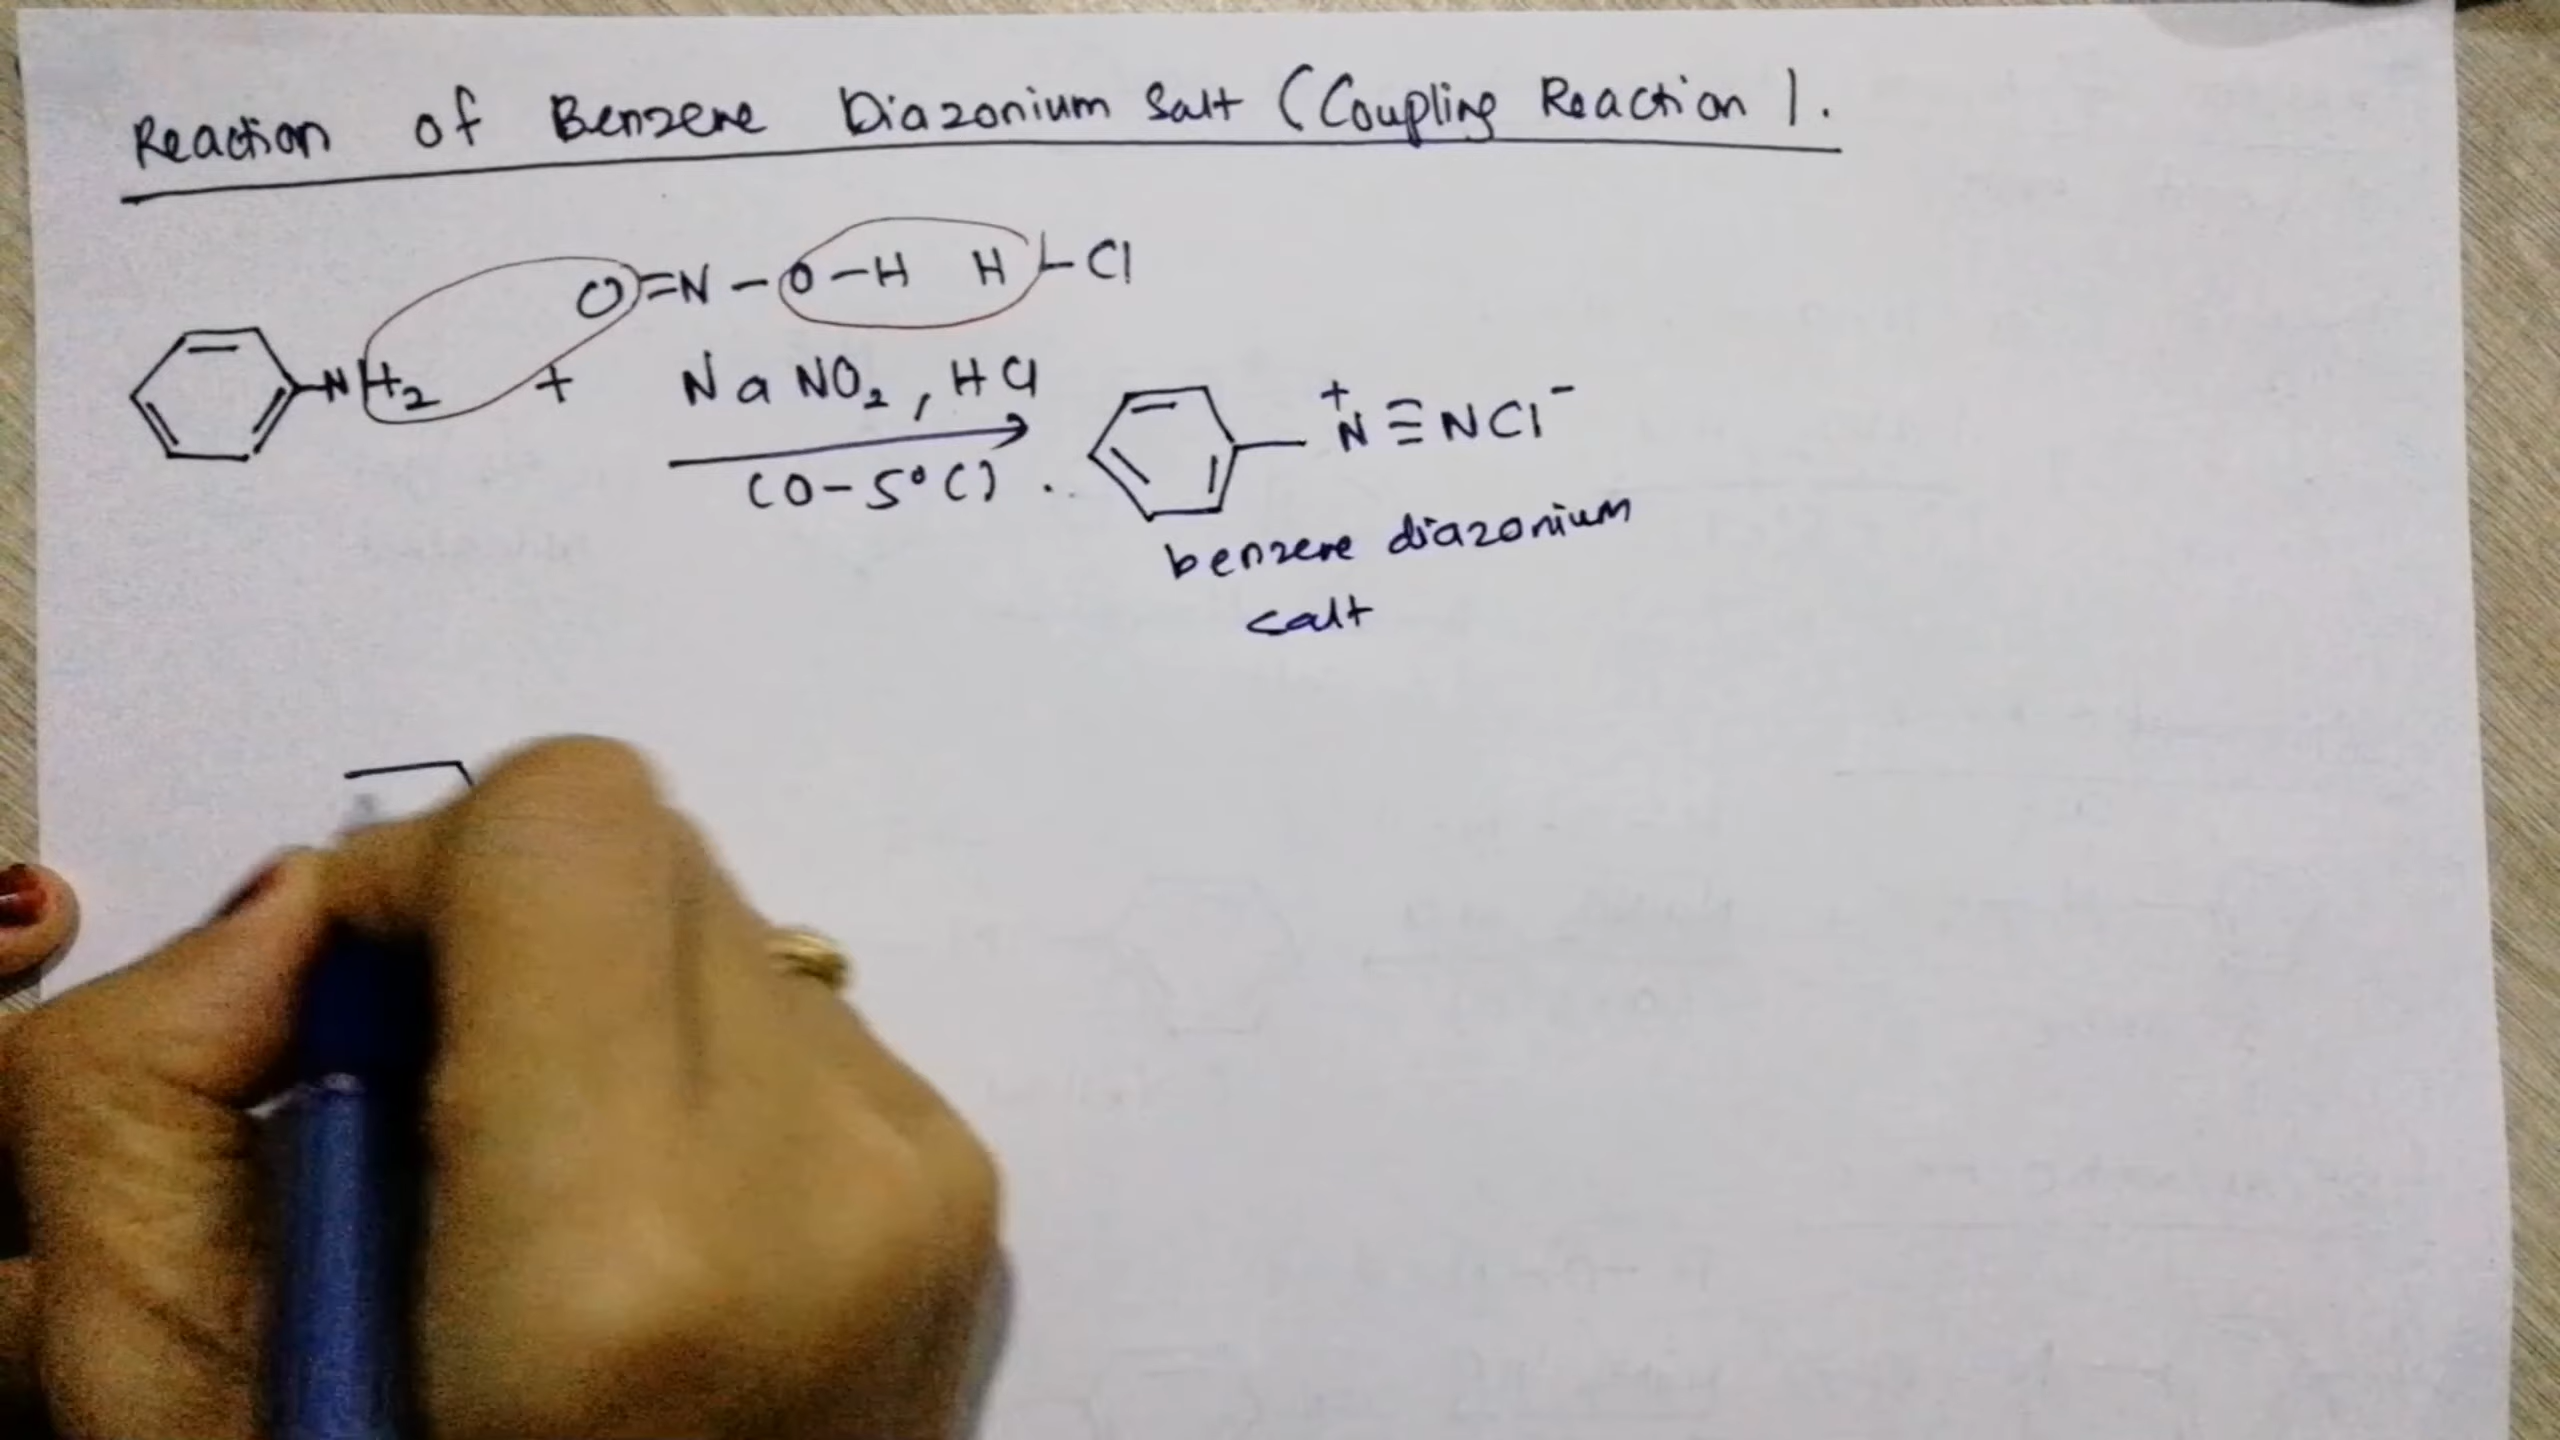 Reaction of Benzene Diazonium Salt (Coupling Reaction).
O=N-O-H H-Cl
NH₂ + NaNO₂, HCl
(0-5°C).
N⁺≡NCl⁻
benzene diazonium
salt